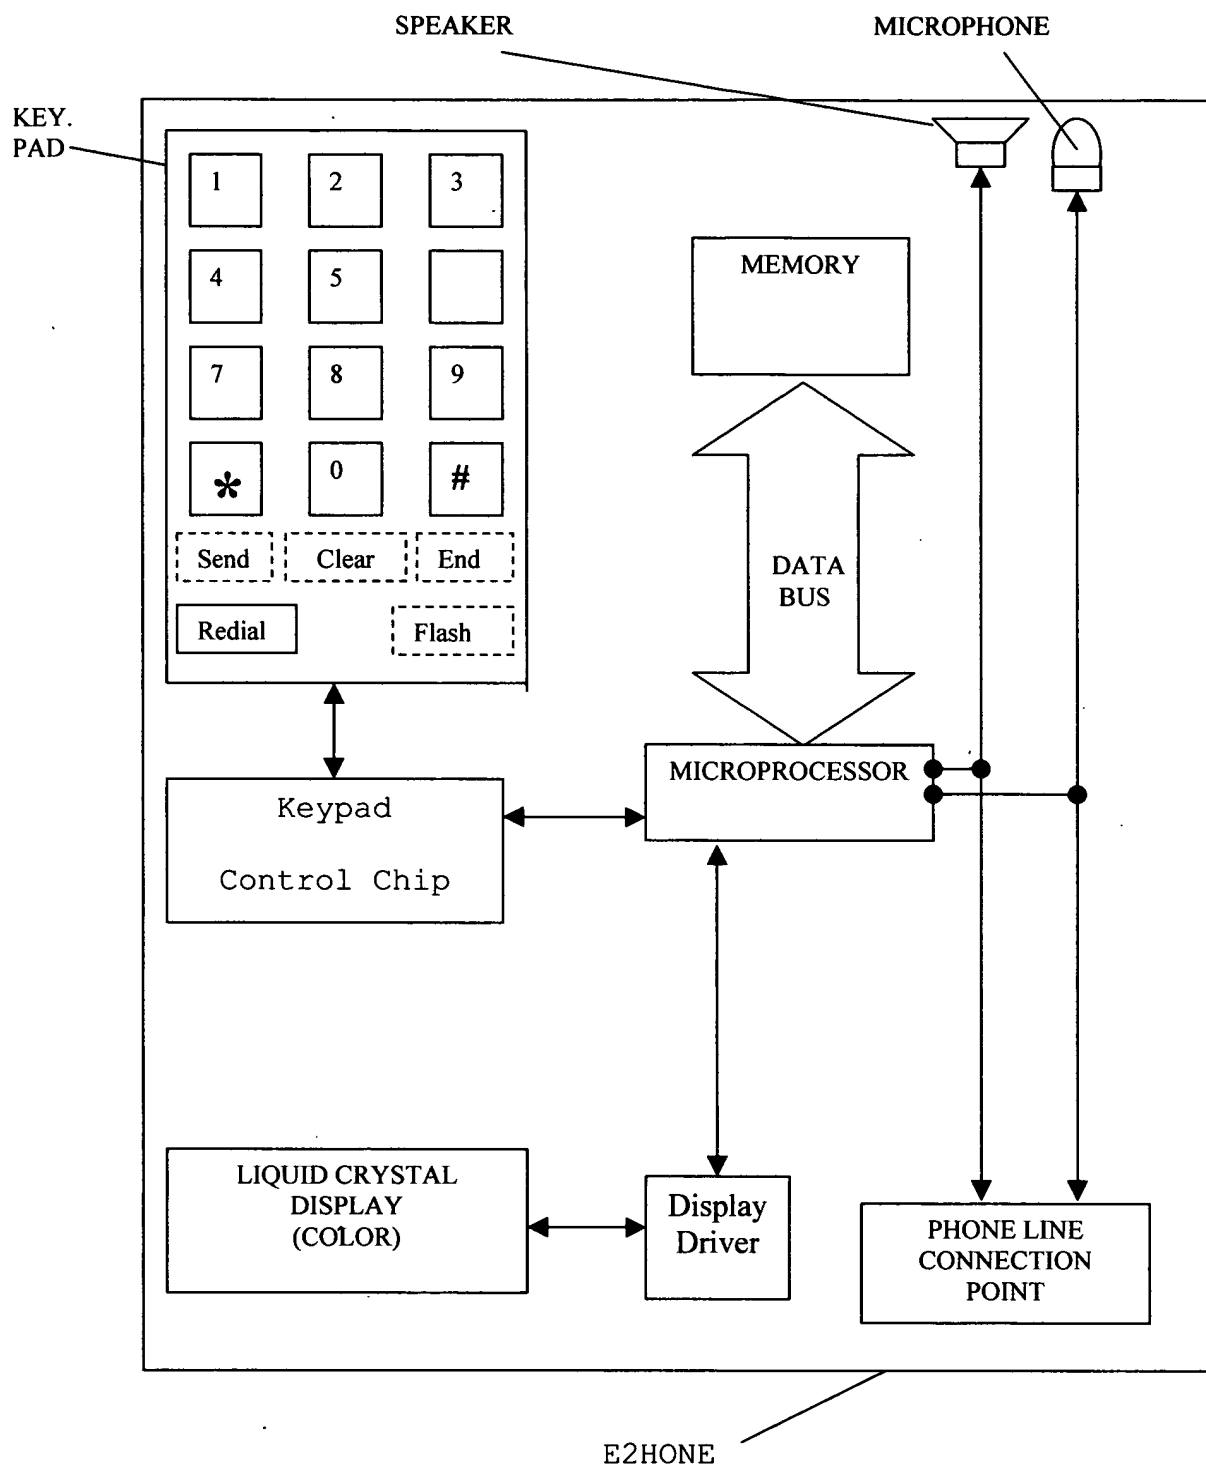 SPEAKER
MICROPHONE
KEY.
PAD
1
2
3
4
5
7
8
9
*
0
#
Send
Clear
End
Redial
Flash
MEMORY
DATA
BUS
MICROPROCESSOR
Keypad
Control Chip
LIQUID CRYSTAL
DISPLAY
(COLOR)
Display
Driver
PHONE LINE
CONNECTION
POINT
E2HONE